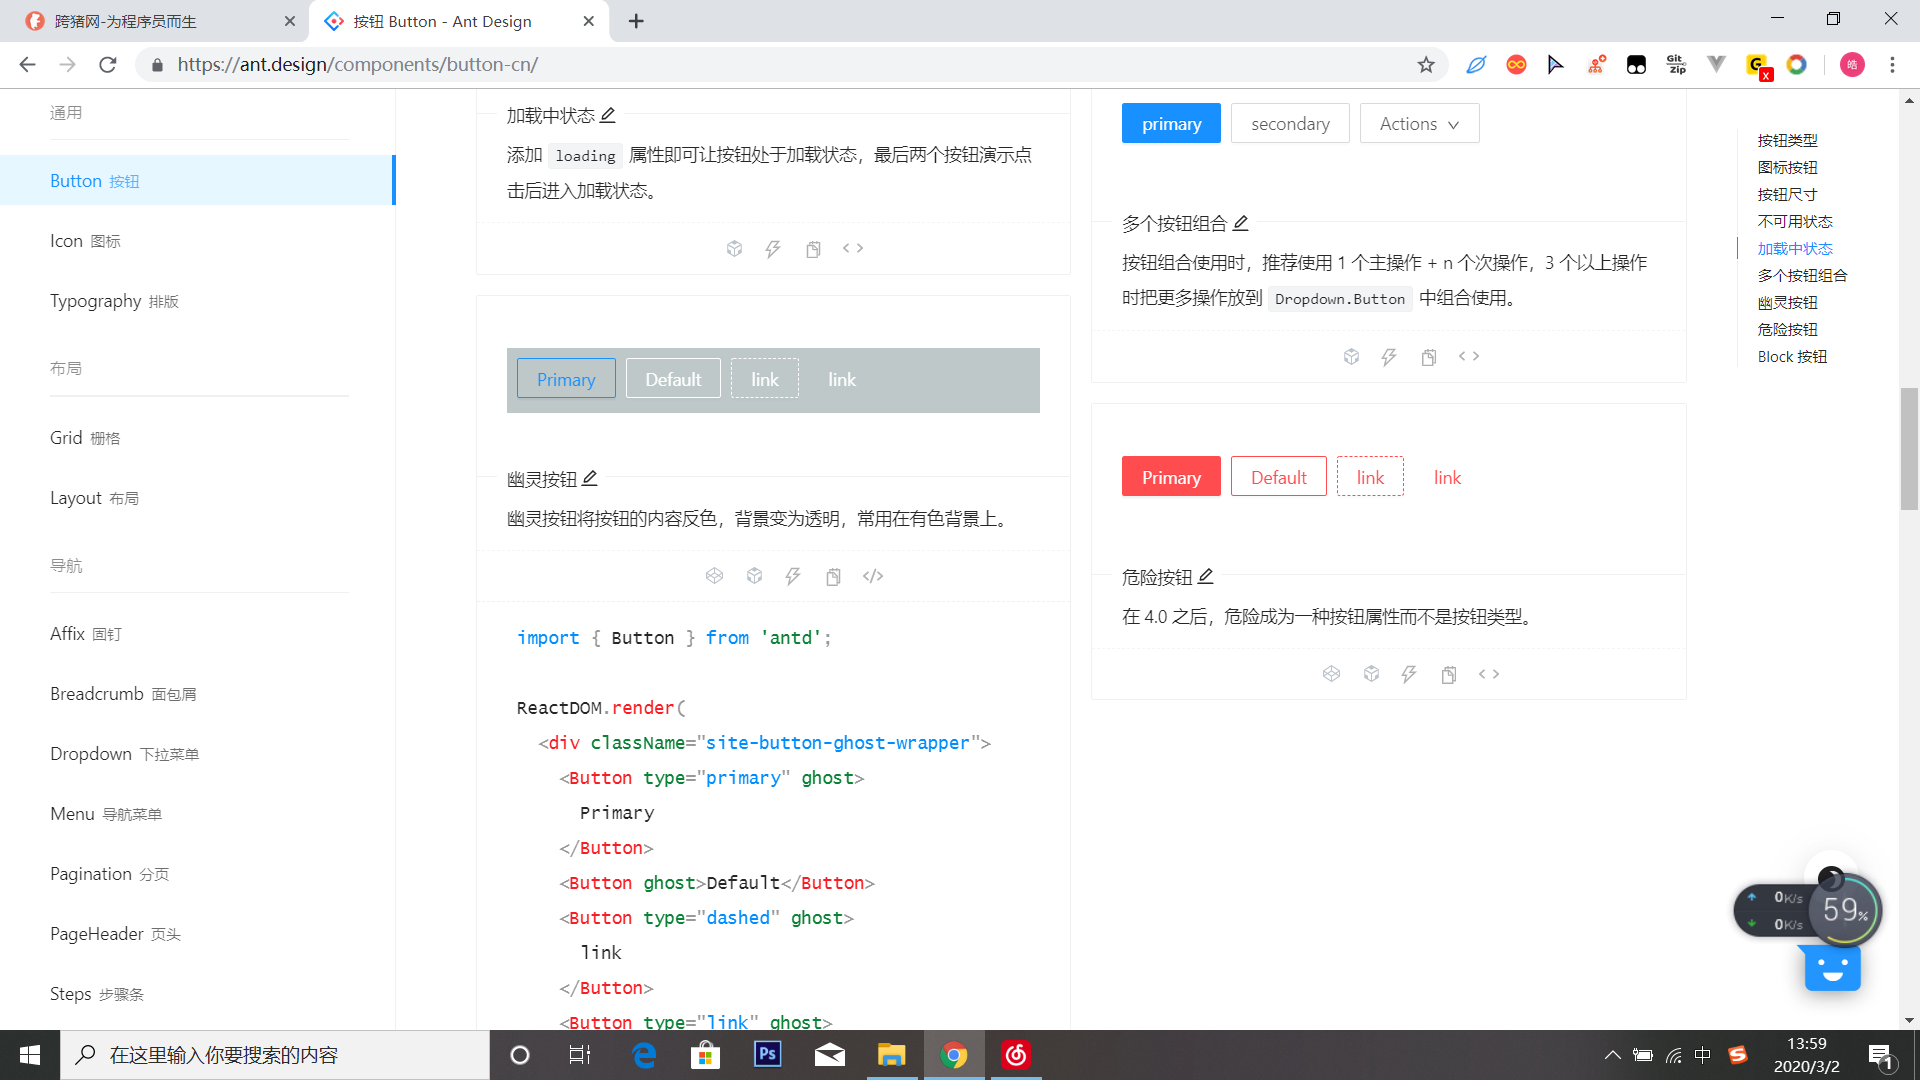 跨猪网-为程序员而生
按钮 Button - Ant Design
https://ant.design/components/button-cn/
Git
Zip
皓
通用
Button 按钮
Icon 图标
Typography 排版
布局
Grid 栅格
Layout 布局
导航
Affix 固钉
Breadcrumb 面包屑
Dropdown 下拉菜单
Menu 导航菜单
Pagination 分页
PageHeader 页头
Steps 步骤条
加载中状态
添加 loading 属性即可让按钮处于加载状态，最后两个按钮演示点
击后进入加载状态。
Primary Default link link
幽灵按钮
幽灵按钮将按钮的内容反色，背景变为透明，常用在有色背景上。
import { Button } from 'antd';
ReactDOM.render(
<div className="site-button-ghost-wrapper">
<Button type="primary" ghost>
Primary
</Button>
<Button ghost>Default</Button>
<Button type="dashed" ghost>
link
</Button>
<Button type="link" ghost>
primary secondary Actions
多个按钮组合
按钮组合使用时，推荐使用 1 个主操作 + n 个次操作，3 个以上操作
时把更多操作放到 Dropdown.Button 中组合使用。
Primary Default link link
危险按钮
在 4.0 之后，危险成为一种按钮属性而不是按钮类型。
按钮类型
图标按钮
按钮尺寸
不可用状态
加载中状态
多个按钮组合
幽灵按钮
危险按钮
Block 按钮
0K/s
0K/s
59%
在这里输入你要搜索的内容
Ps
中
13:59
2020/3/2
1